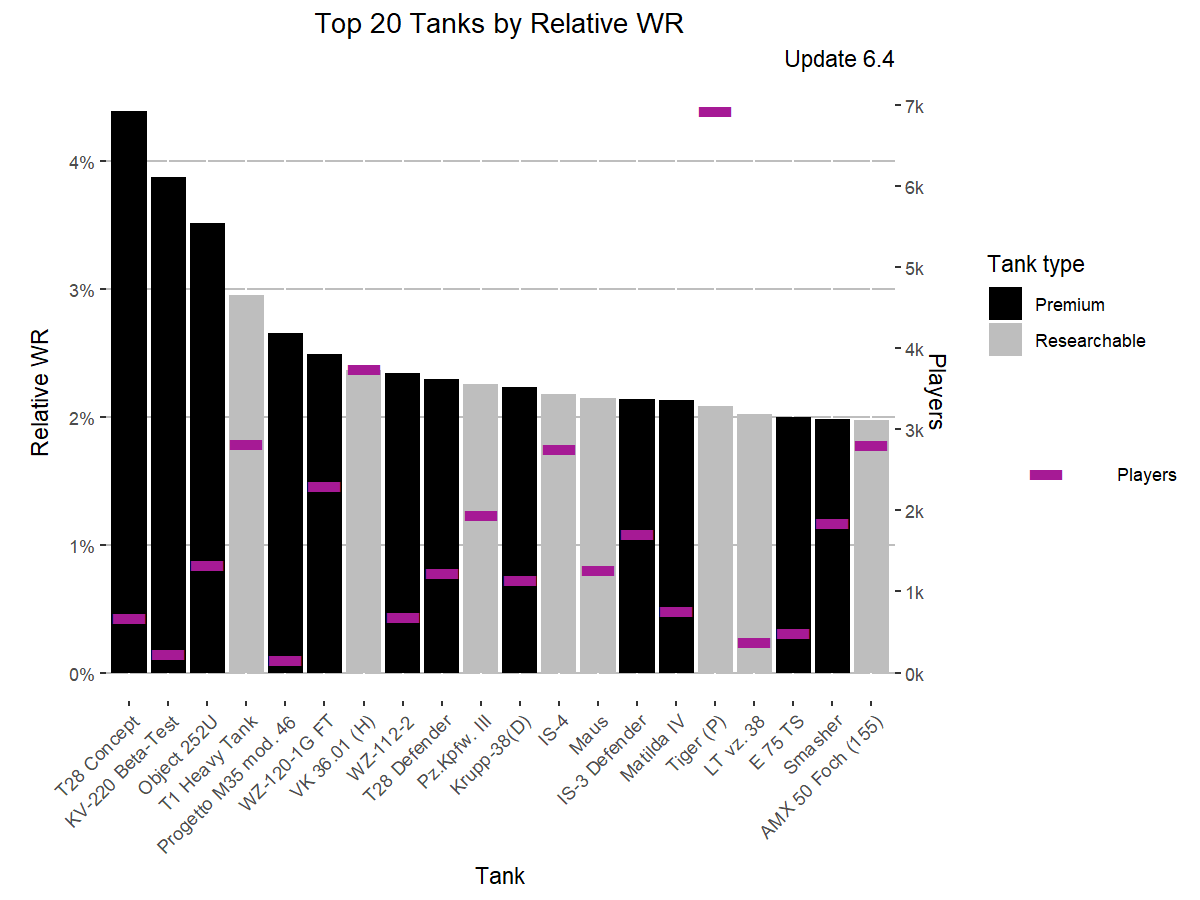 Top 20 Tanks by Relative WR
Update 6.4
Relative WR
4%
3%
2%
1%
0%
7k
6k
5k
4k
3k
2k
1k
0k
Players
T28 Concept
KV-220 Beta-Test
Object 252U
T1 Heavy Tank
Progetto M35 mod. 46
WZ-120-1G FT
VK 36.01 (H)
WZ-112-2
T28 Defender
Pz.Kpfw. III
Krupp-38(D)
IS-4
Maus
IS-3 Defender
Matilda IV
Tiger (P)
LT vz. 38
E 75 TS
Smasher
AMX 50 Foch (155)
Tank
Tank type
Premium
Researchable
Players